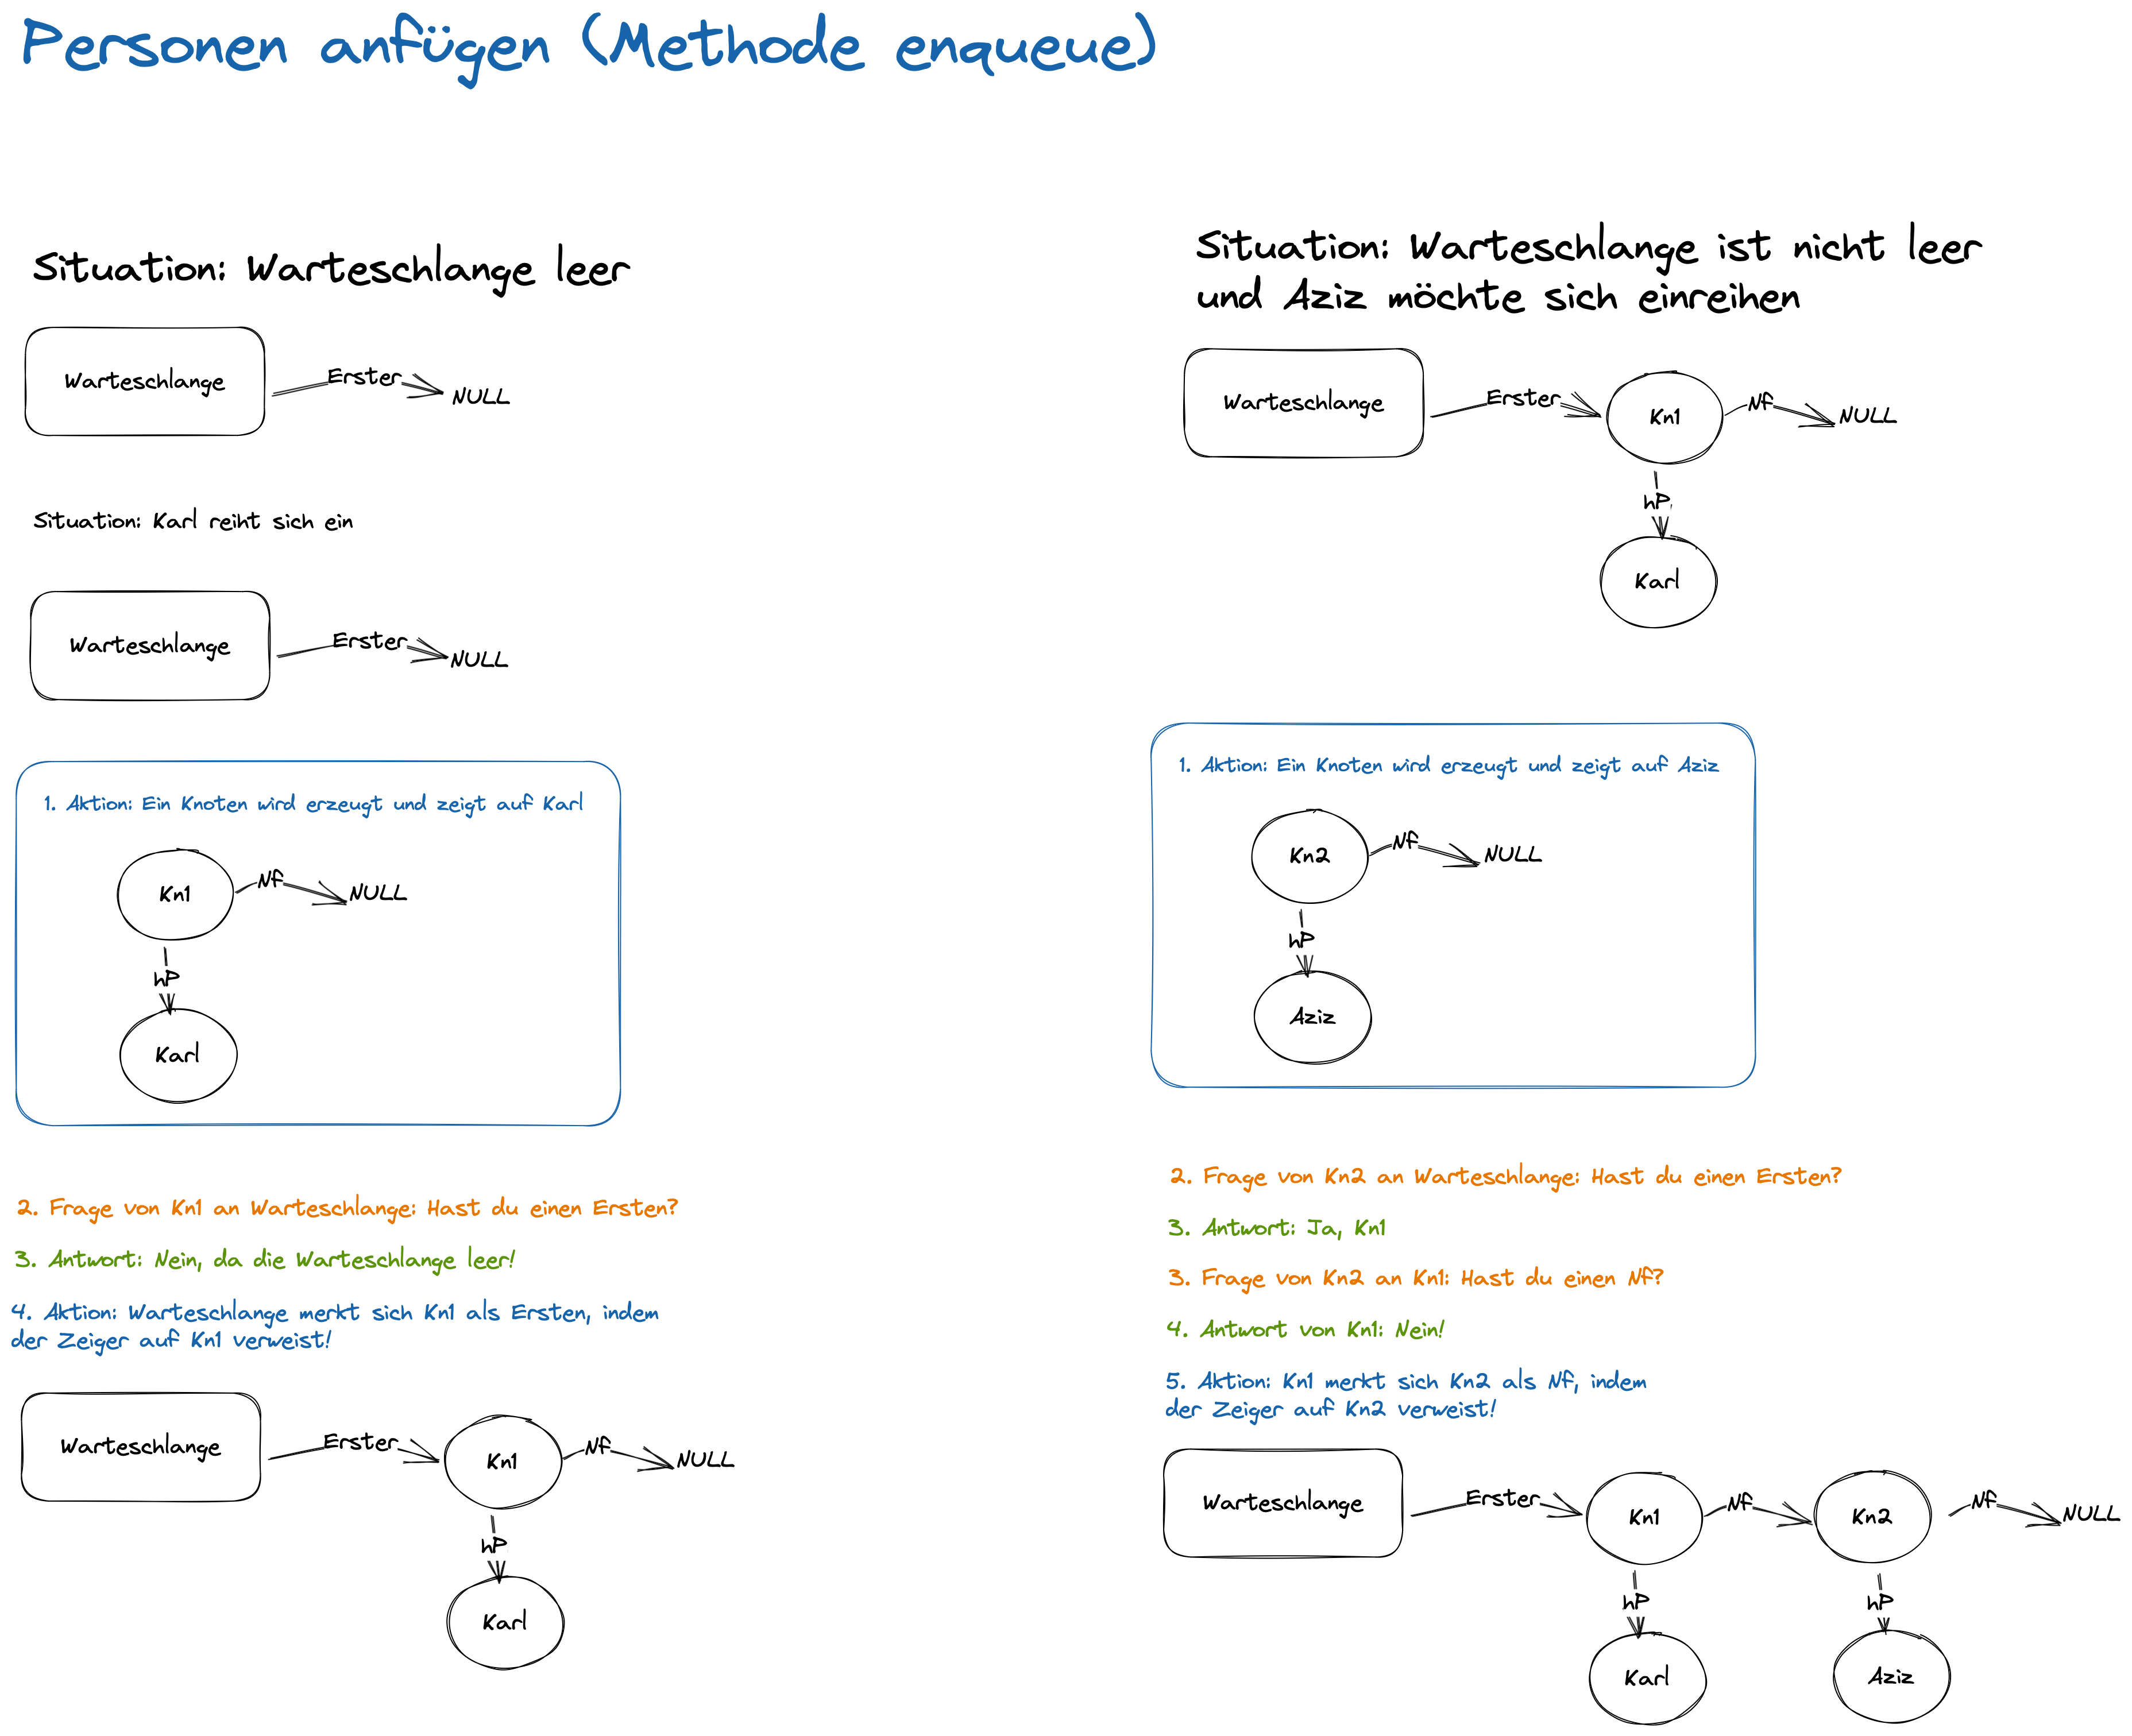 Personen anfügen (Methode enqueue)
Situation: Warteschlange leer
Warteschlange
Erster
NULL
Situation: Karl reiht sich ein
Warteschlange
Erster
NULL
1. Aktion: Ein Knoten wird erzeugt und zeigt auf Karl
Kn1
Nf
NULL
hP
Karl
2. Frage von Kn1 an Warteschlange: Hast du einen Ersten?
3. Antwort: Nein, da die Warteschlange leer!
4. Aktion: Warteschlange merkt sich Kn1 als Ersten, indem
der Zeiger auf Kn1 verweist!
Warteschlange
Erster
Kn1
Nf
NULL
hP
Karl
Situation: Warteschlange ist nicht leer
und Aziz möchte sich einreihen
Warteschlange
Erster
Kn1
Nf
NULL
hP
Karl
1. Aktion: Ein Knoten wird erzeugt und zeigt auf Aziz
Kn2
Nf
NULL
hP
Aziz
2. Frage von Kn2 an Warteschlange: Hast du einen Ersten?
3. Antwort: Ja, Kn1
3. Frage von Kn2 an Kn1: Hast du einen Nf?
4. Antwort von Kn1: Nein!
5. Aktion: Kn1 merkt sich Kn2 als Nf, indem
der Zeiger auf Kn2 verweist!
Warteschlange
Erster
Kn1
Nf
Kn2
Nf
NULL
hP
hP
Karl
Aziz